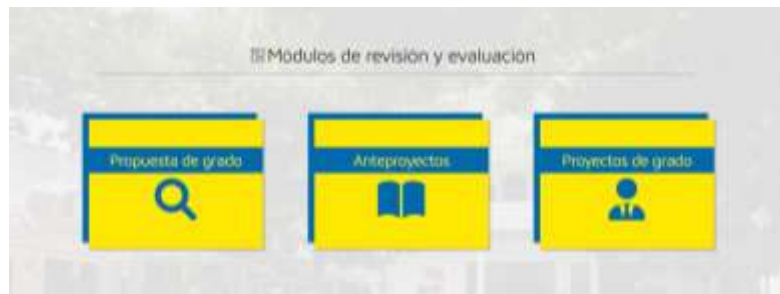 Módulos de revisión y evaluación
Propuesta de grado
Anteproyectos
Proyectos de grado